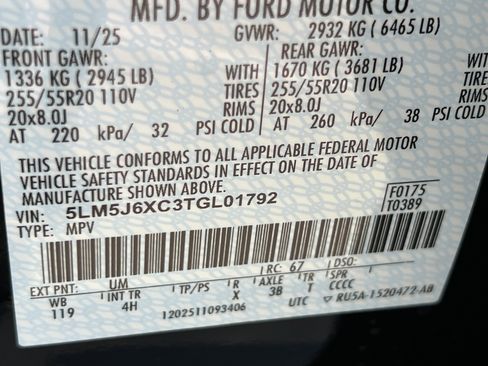 MFD. BY FORD MOTOR CO.
DATE: 11/25 GVWR: 2932 KG ( 6465 LB)
FRONT GAWR: REAR GAWR:
1336 KG ( 2945 LB) WITH 1670 KG ( 3681 LB) WITH
255/55R20 110V TIRES 255/55R20 110V TIRES
20x8.0J RIMS 20x8.0J RIMS
AT 220 kPa/ 32 PSI COLD AT 260 kPa/ 38 PSI COLD
THIS VEHICLE CONFORMS TO ALL APPLICABLE FEDERAL MOTOR
VEHICLE SAFETY STANDARDS IN EFFECT ON THE DATE OF
MANUFACTURE SHOWN ABOVE.
VIN: 5LM5J6XC3TGL01792 F0175
TYPE: MPV T0389
RC: 67 DSO:
EXT PNT: UM
WB INT TR TP/PS R AXLE TR SPR
119 4H X 3B T CCCC
1202511093406 UTC ▽ RU5A-1520472-AB